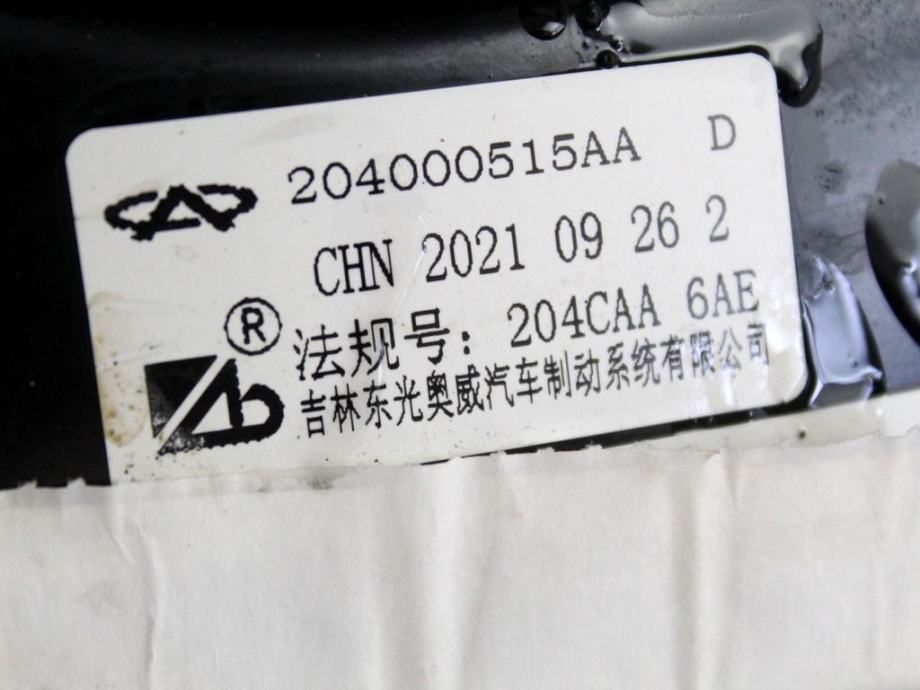 204000515AA D
CHN 2021 09 26 2
®
法规号: 204CAA 6AE
吉林东光奥威汽车制动系统有限公司